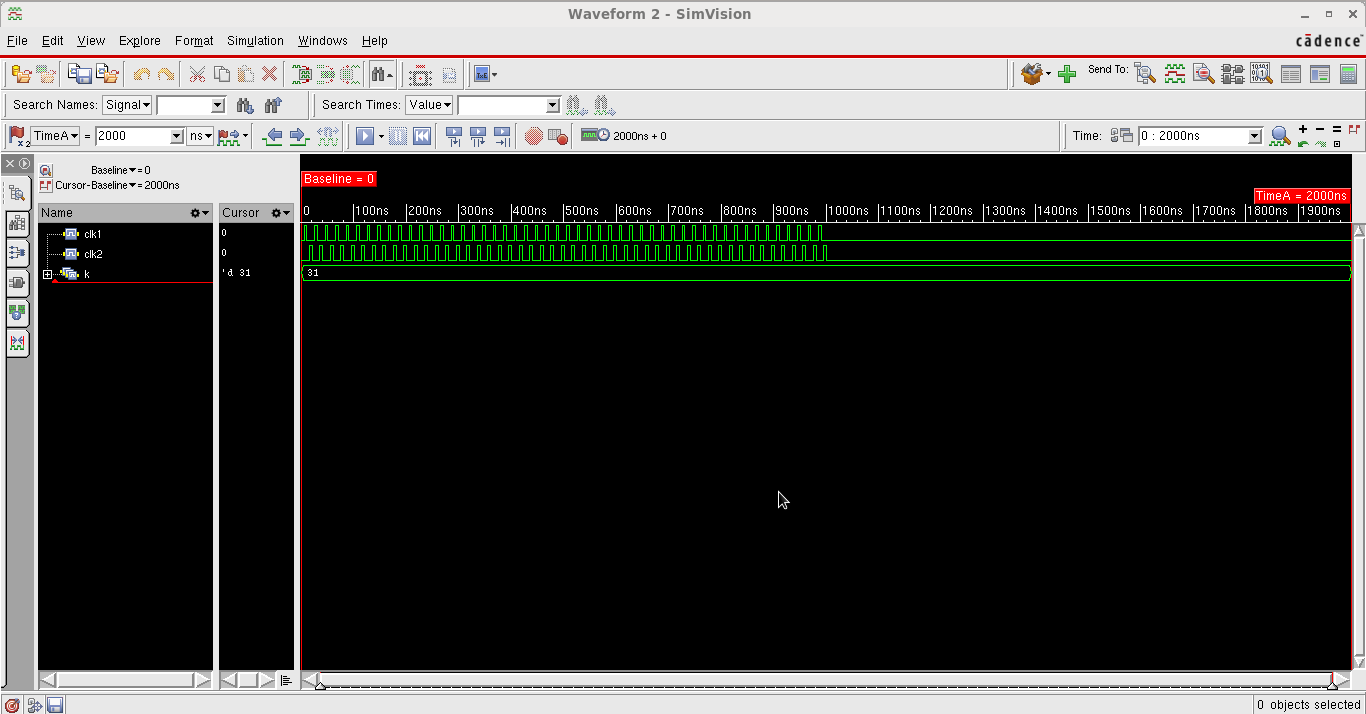 Waveform 2 - SimVision
File Edit View Explore Format Simulation Windows Help
cādence
Send To:
Search Names: Signal
Search Times: Value
x2 TimeA = 2000 ns
2000ns + 0
Time: 0 : 2000ns
Baseline = 0
Cursor-Baseline = 2000ns
Baseline = 0
TimeA = 2000ns
Name Cursor
0 100ns 200ns 300ns 400ns 500ns 600ns 700ns 800ns 900ns 1000ns 1100ns 1200ns 1300ns 1400ns 1500ns 1600ns 1700ns 1800ns 1900ns
clk1 0
clk2 0
k 'd 31 31
0 objects selected